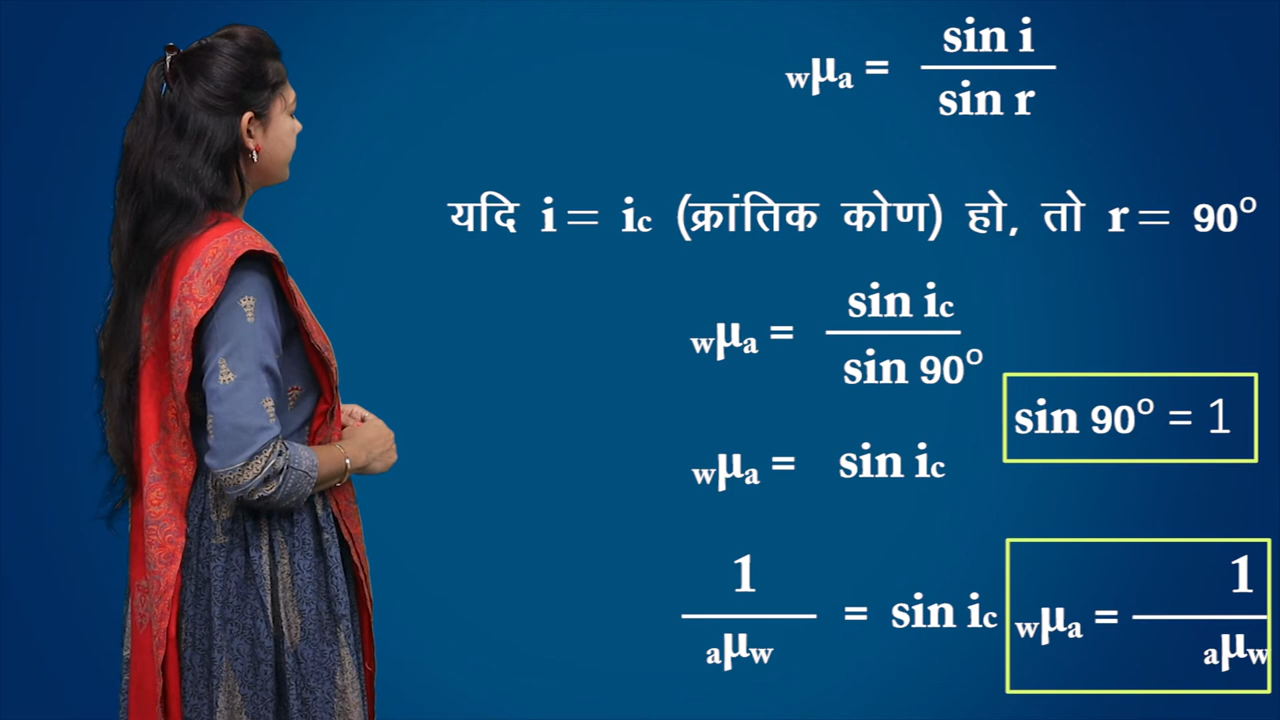 wμa = sin i / sin r
यदि i = ic (क्रांतिक कोण) हो, तो r = 90°
wμa = sin ic / sin 90°
sin 90° = 1
wμa = sin ic
1 / aμw = sin ic
wμa = 1 / aμw